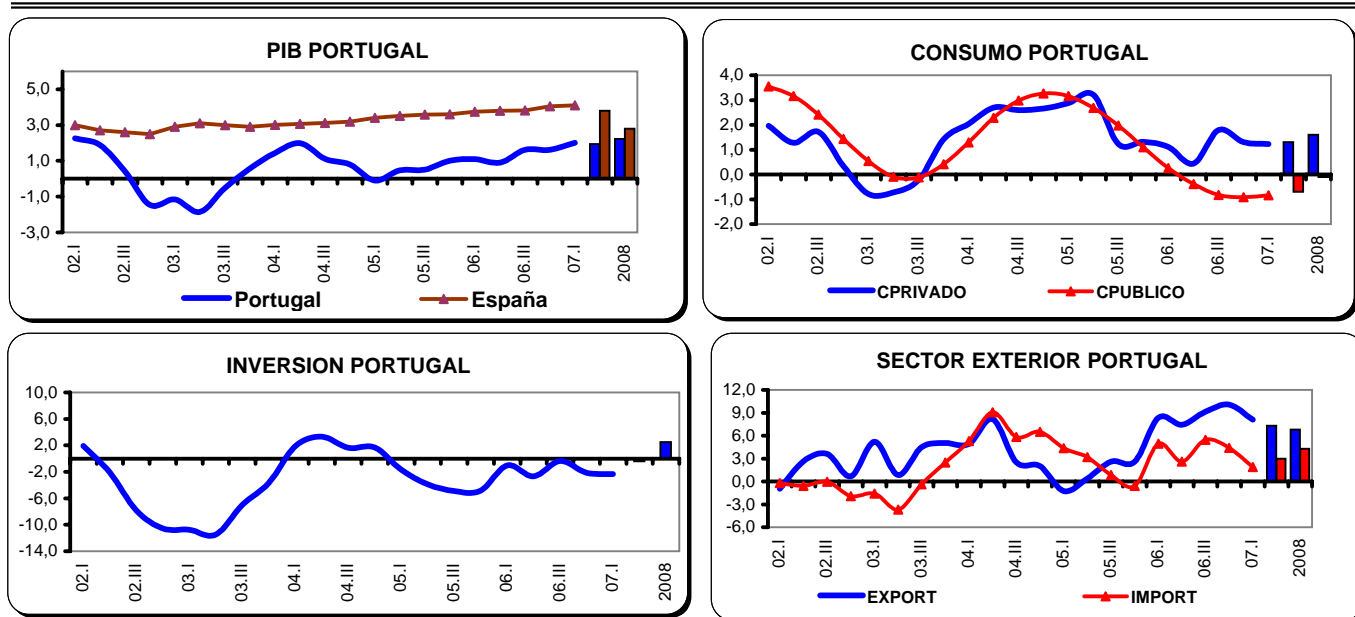 PIB PORTUGAL
5,0
3,0
1,0
-1,0
-3,0
02.I
02.III
03.I
03.III
04.I
04.III
05.I
05.III
06.I
06.III
07.I
2008
Portugal
España
CONSUMO PORTUGAL
4,0
3,0
2,0
1,0
0,0
-1,0
-2,0
02.I
02.III
03.I
03.III
04.I
04.III
05.I
05.III
06.I
06.III
07.I
2008
CPRIVADO
CPUBLICO
INVERSION PORTUGAL
10,0
6,0
2,0
-2,0
-6,0
-10,0
-14,0
02.I
02.III
03.I
03.III
04.I
04.III
05.I
05.III
06.I
06.III
07.I
2008
SECTOR EXTERIOR PORTUGAL
12,0
9,0
6,0
3,0
0,0
-3,0
-6,0
02.I
02.III
03.I
03.III
04.I
04.III
05.I
05.III
06.I
06.III
07.I
2008
EXPORT
IMPORT